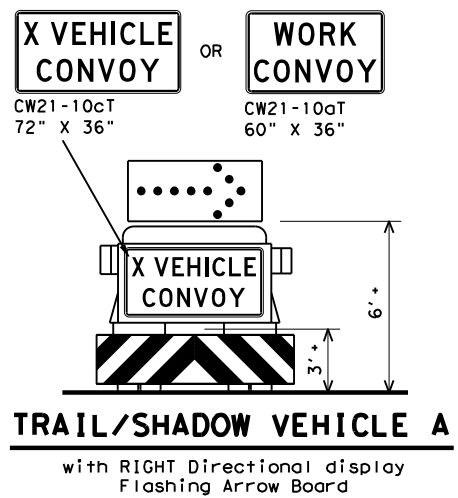 X VEHICLE
CONVOY
OR
WORK
CONVOY
CW21-10cT
72" X 36"
CW21-10aT
60" X 36"
X VEHICLE
CONVOY
6' +
3' +
TRAIL/SHADOW VEHICLE A
with RIGHT Directional display
Flashing Arrow Board